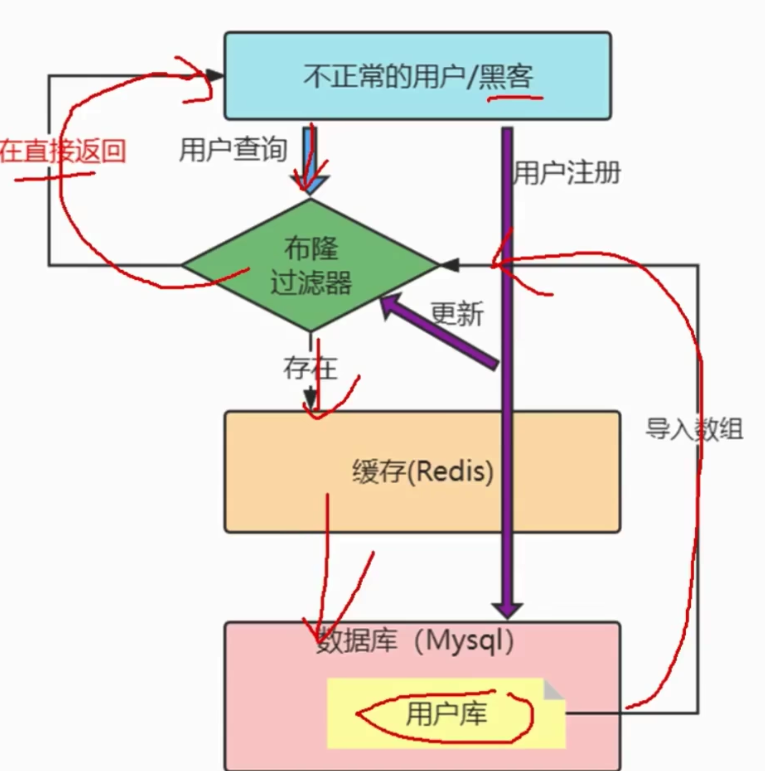 不正常的用户/黑客
在直接返回
用户查询
用户注册
布隆
过滤器
更新
存在
导入数组
缓存(Redis)
数据库（Mysql）
用户库